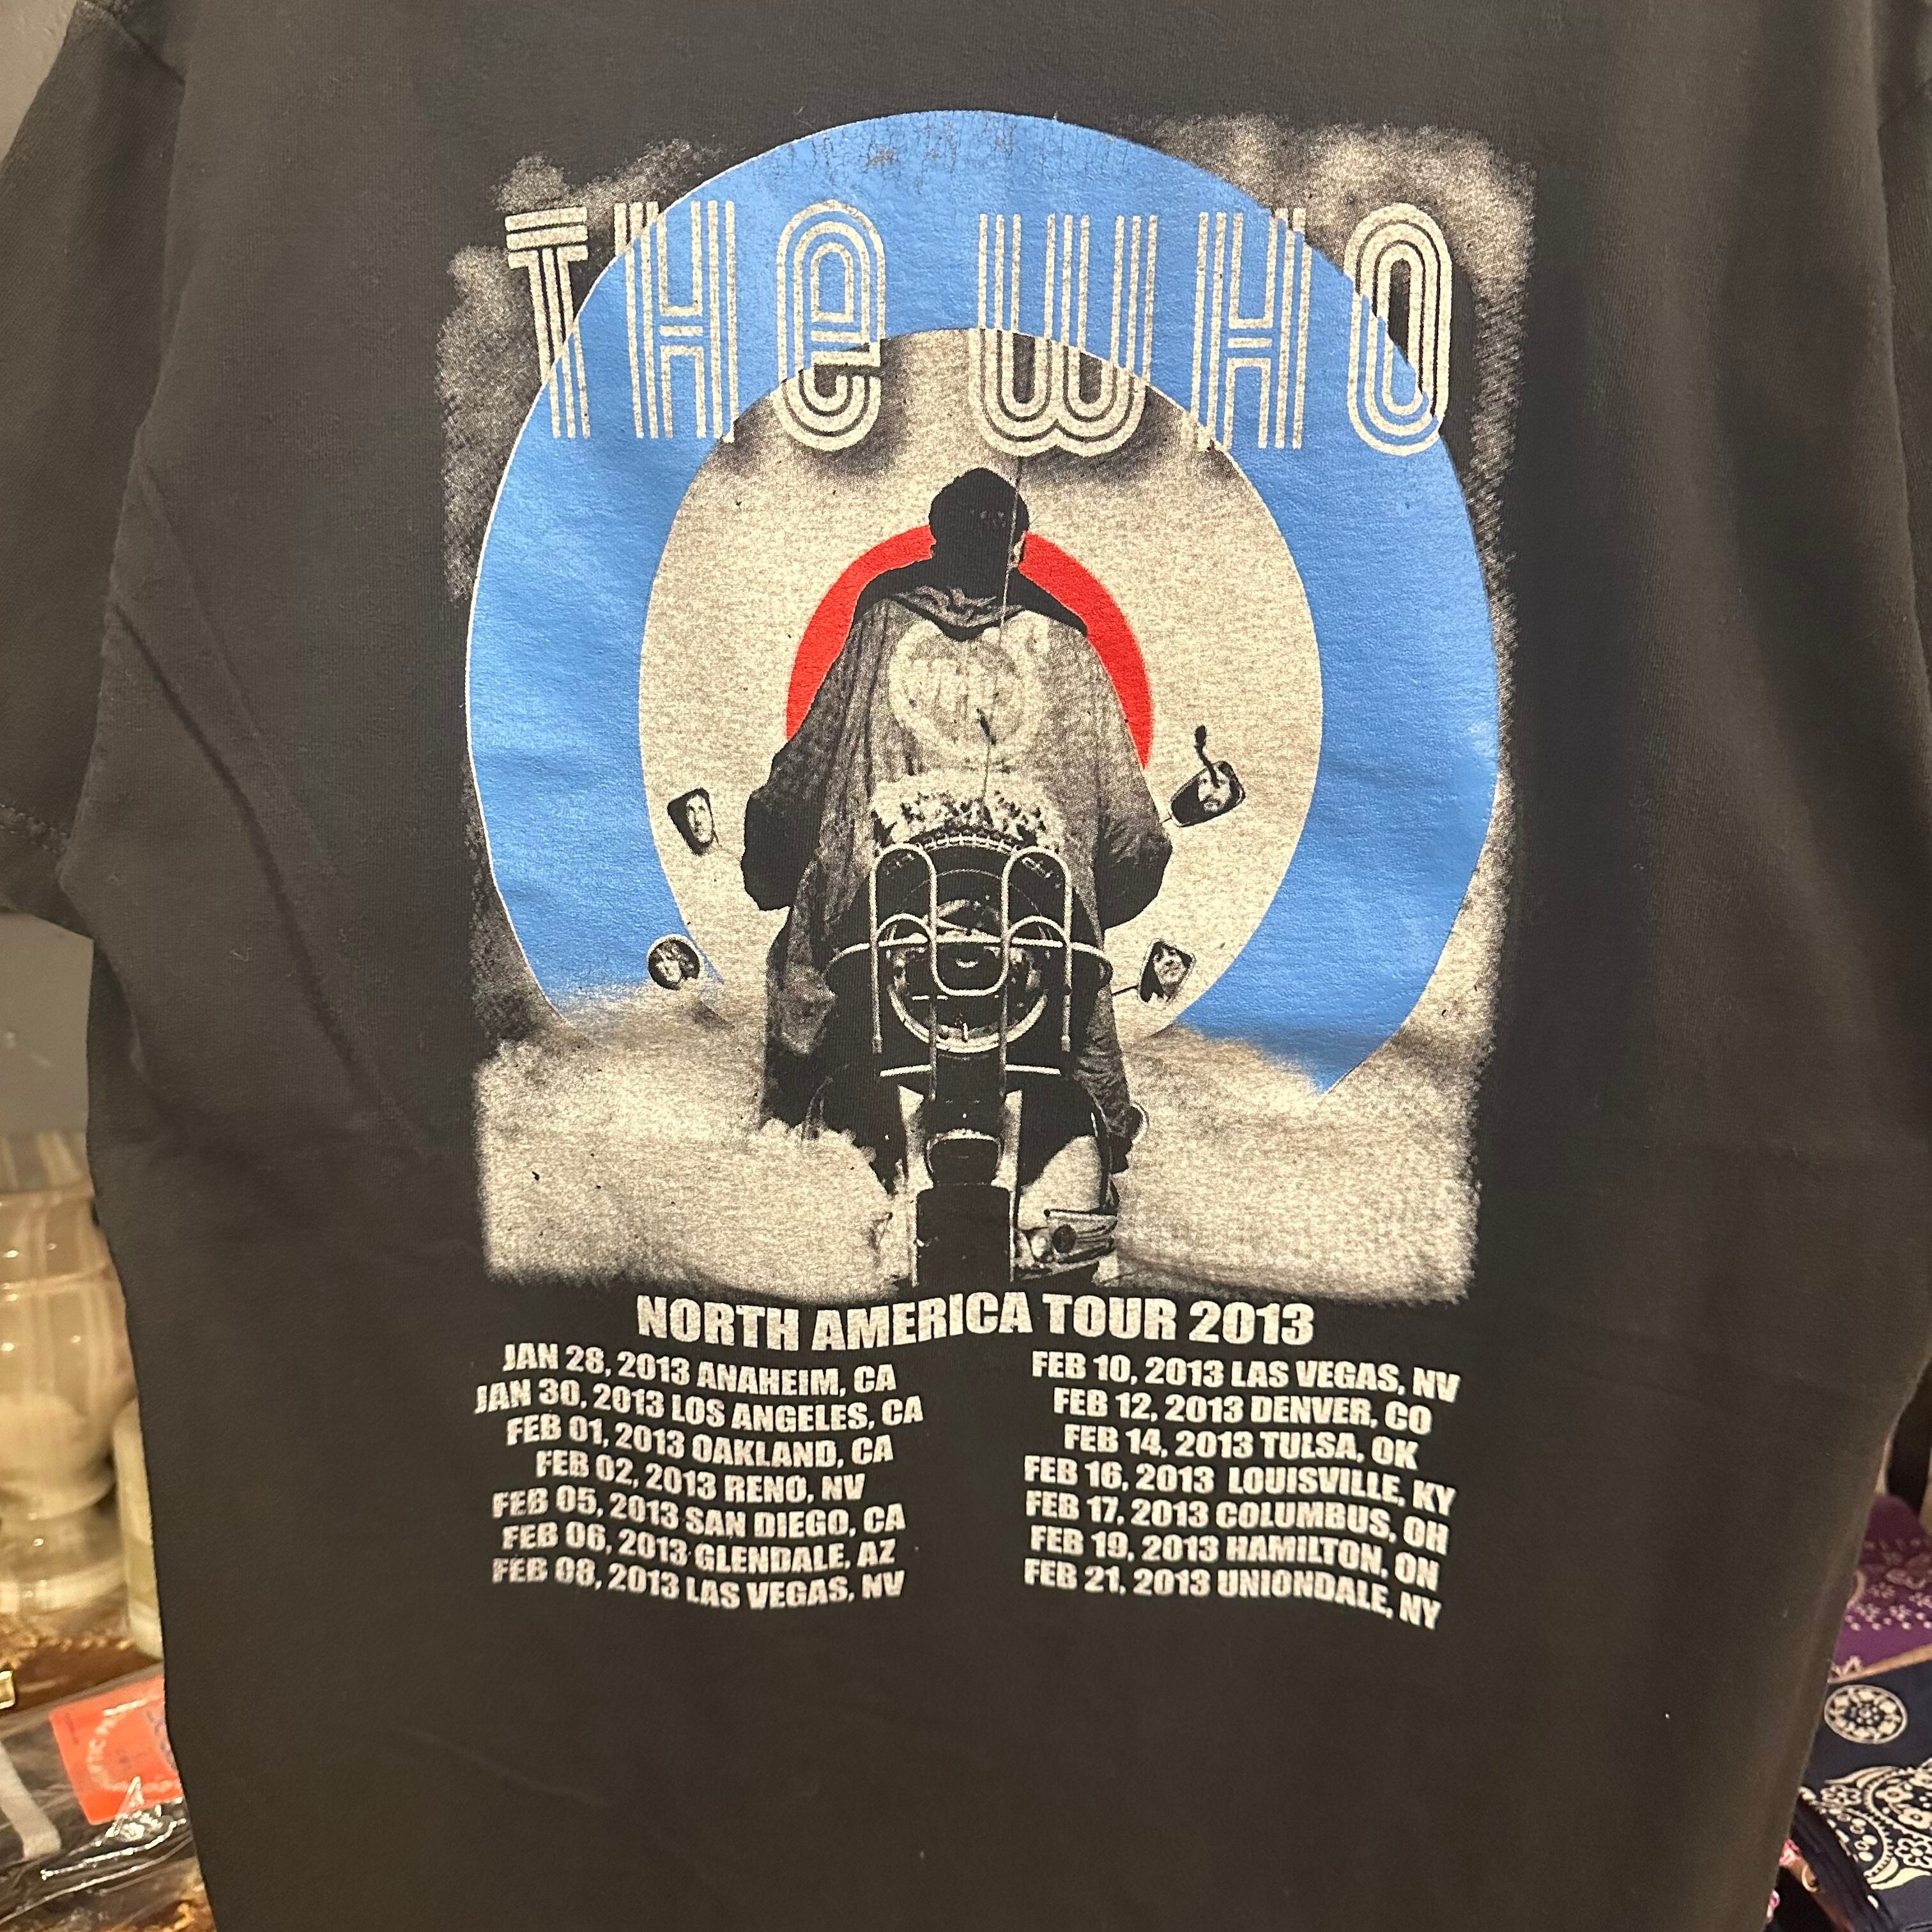 THe WHO
NORTH AMERICA TOUR 2013
JAN 28, 2013 ANAHEIM, CA
JAN 30, 2013 LOS ANGELES, CA
FEB 01, 2013 OAKLAND, CA
FEB 02, 2013 RENO, NV
FEB 05, 2013 SAN DIEGO, CA
FEB 06, 2013 GLENDALE, AZ
FEB 08, 2013 LAS VEGAS, NV
FEB 10, 2013 LAS VEGAS, NV
FEB 12, 2013 DENVER, CO
FEB 14, 2013 TULSA, OK
FEB 16, 2013 LOUISVILLE, KY
FEB 17, 2013 COLUMBUS, OH
FEB 19, 2013 HAMILTON, ON
FEB 21, 2013 UNIONDALE, NY